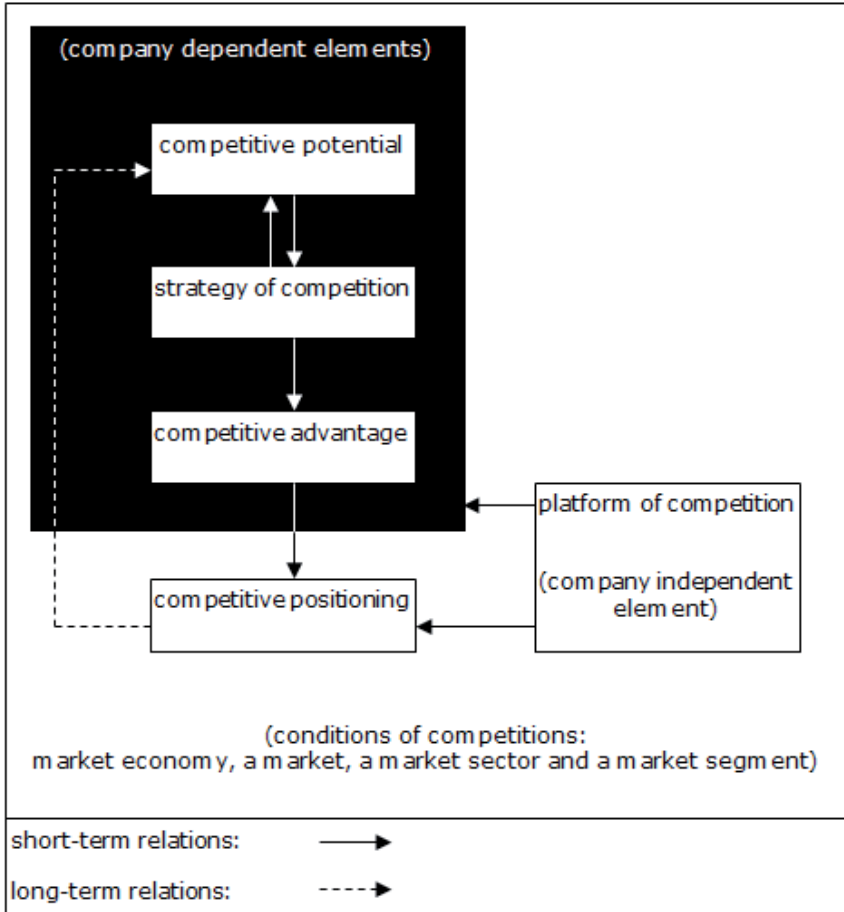 (company dependent elements)
competitive potential
strategy of competition
competitive advantage
platform of competition
(company independent
element)
competitive positioning
(conditions of competitions:
market economy, a market, a market sector and a market segment)
short-term relations:
long-term relations: